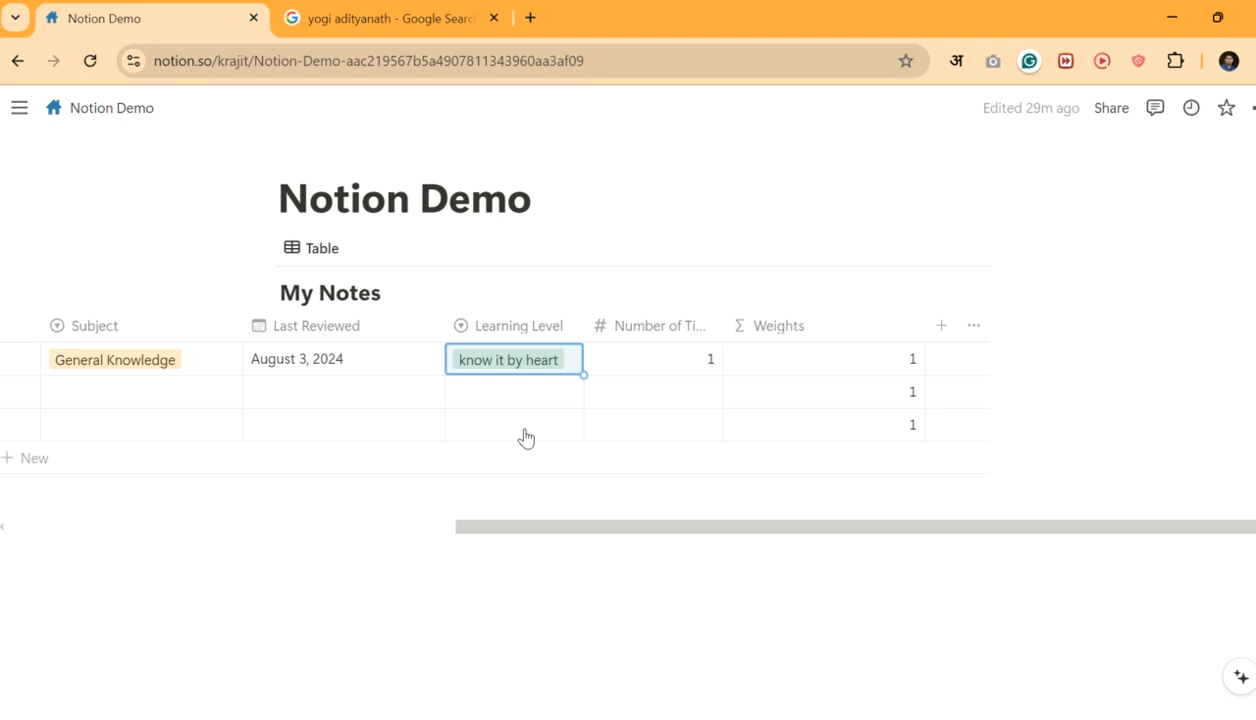 Notion Demo
yogi adityanath - Google Searc
notion.so/krajit/Notion-Demo-aac219567b5a4907811343960aa3af09
अ
Notion Demo
Edited 29m ago
Share
Notion Demo
Table
My Notes
Subject
Last Reviewed
Learning Level
# Number of Ti...
Σ Weights
General Knowledge
August 3, 2024
know it by heart
1
1
1
1
+ New